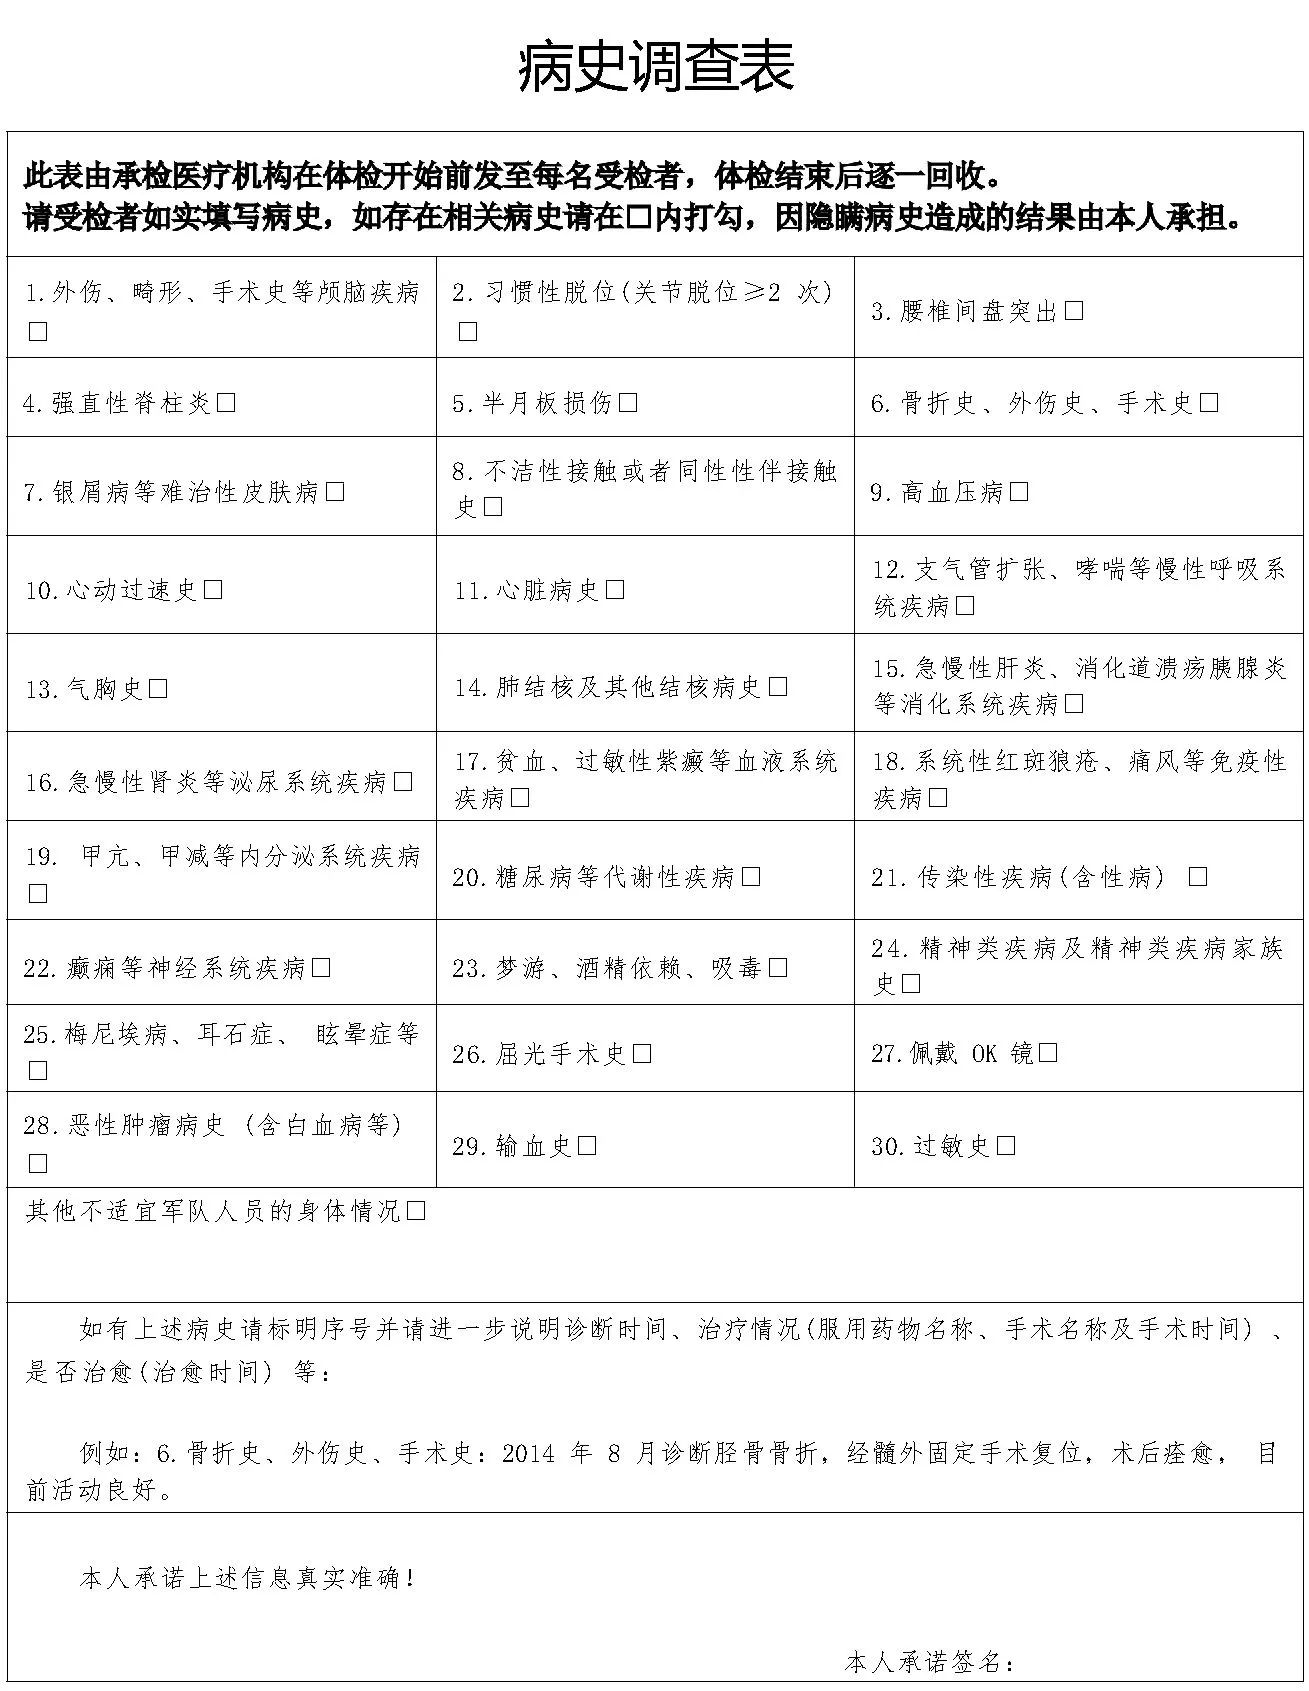 病史调查表
此表由承检医疗机构在体检开始前发至每名受检者，体检结束后逐一回收。
请受检者如实填写病史，如存在相关病史请在□内打勾，因隐瞒病史造成的结果由本人承担。
1.外伤、畸形、手术史等颅脑疾病
□
2.习惯性脱位(关节脱位≥2 次)
□
3.腰椎间盘突出□
4.强直性脊柱炎□
5.半月板损伤□
6.骨折史、外伤史、手术史□
7.银屑病等难治性皮肤病□
8.不洁性接触或者同性性伴接触
史□
9.高血压病□
10.心动过速史□
11.心脏病史□
12.支气管扩张、哮喘等慢性呼吸系
统疾病□
13.气胸史□
14.肺结核及其他结核病史□
15.急慢性肝炎、消化道溃疡胰腺炎
等消化系统疾病□
16.急慢性肾炎等泌尿系统疾病□
17.贫血、过敏性紫癜等血液系统
疾病□
18.系统性红斑狼疮、痛风等免疫性
疾病□
19. 甲亢、甲减等内分泌系统疾病
□
20.糖尿病等代谢性疾病□
21.传染性疾病(含性病) □
22.癫痫等神经系统疾病□
23.梦游、酒精依赖、吸毒□
24.精神类疾病及精神类疾病家族
史□
25.梅尼埃病、耳石症、 眩晕症等
□
26.屈光手术史□
27.佩戴 OK 镜□
28.恶性肿瘤病史 (含白血病等)
□
29.输血史□
30.过敏史□
其他不适宜军队人员的身体情况□
如有上述病史请标明序号并请进一步说明诊断时间、治疗情况(服用药物名称、手术名称及手术时间) 、
是否治愈(治愈时间) 等：
例如：6.骨折史、外伤史、手术史：2014 年 8 月诊断胫骨骨折，经髓外固定手术复位，术后痊愈， 目
前活动良好。
本人承诺上述信息真实准确！
本人承诺签名：